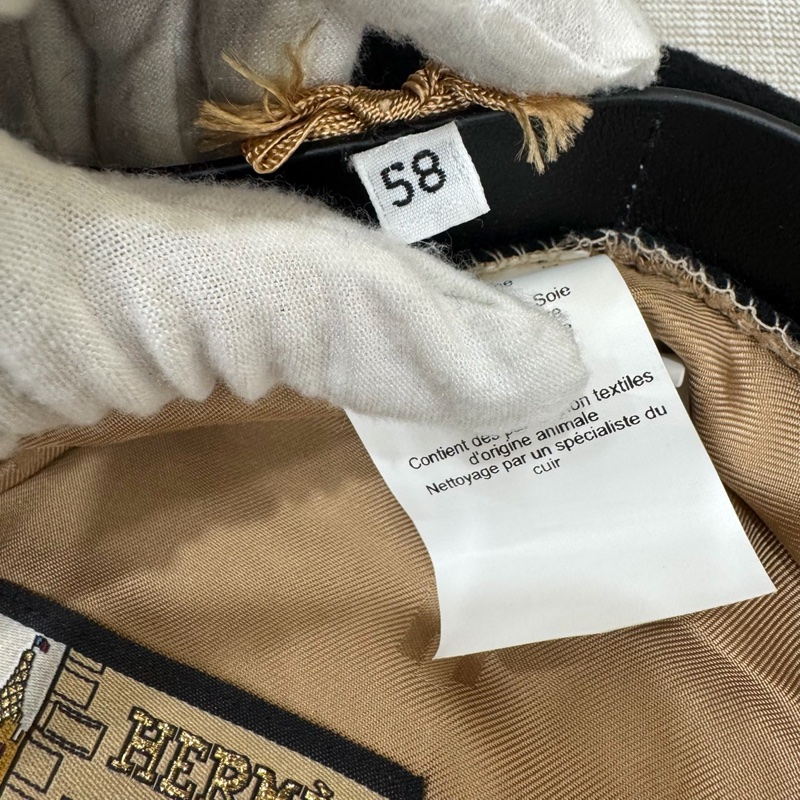 58
Soie
textiles
Contient des
d'origine animale
Nettoyage par un spécialiste du
cuir
HERM